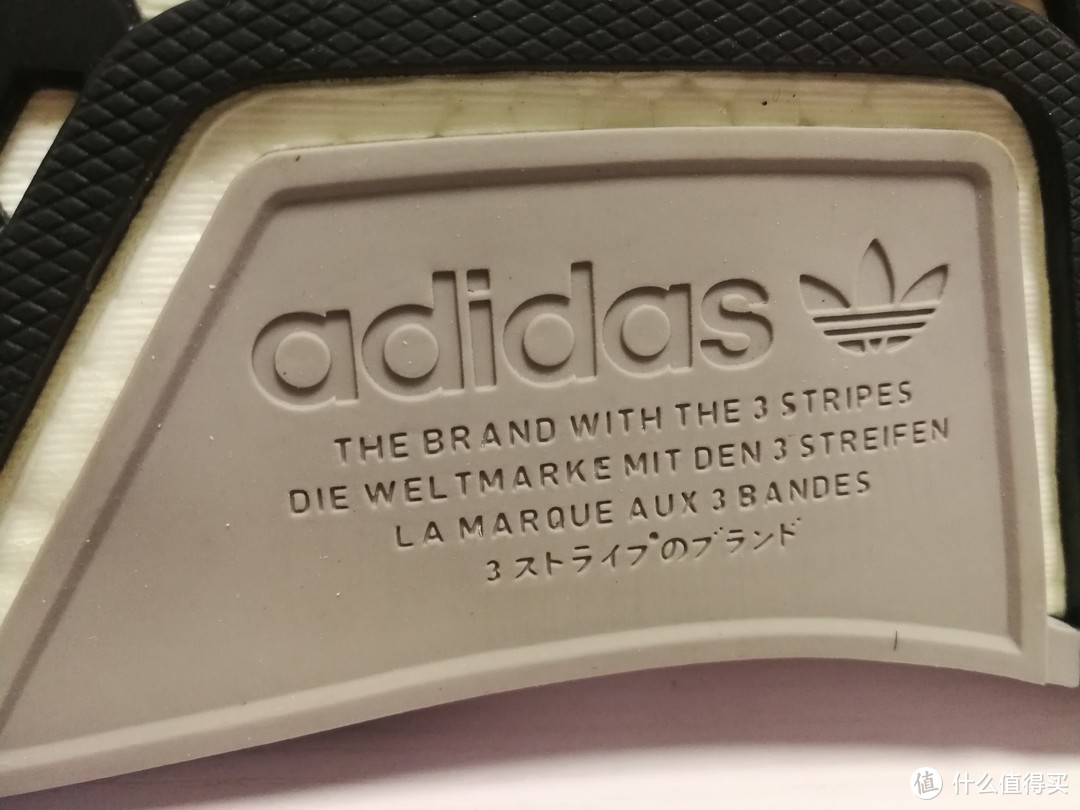 adidas
THE BRAND WITH THE 3 STRIPES
DIE WELTMARKE MIT DEN 3 STREIFEN
LA MARQUE AUX 3 BANDES
3 ストライプのブランド
值 什么值得买